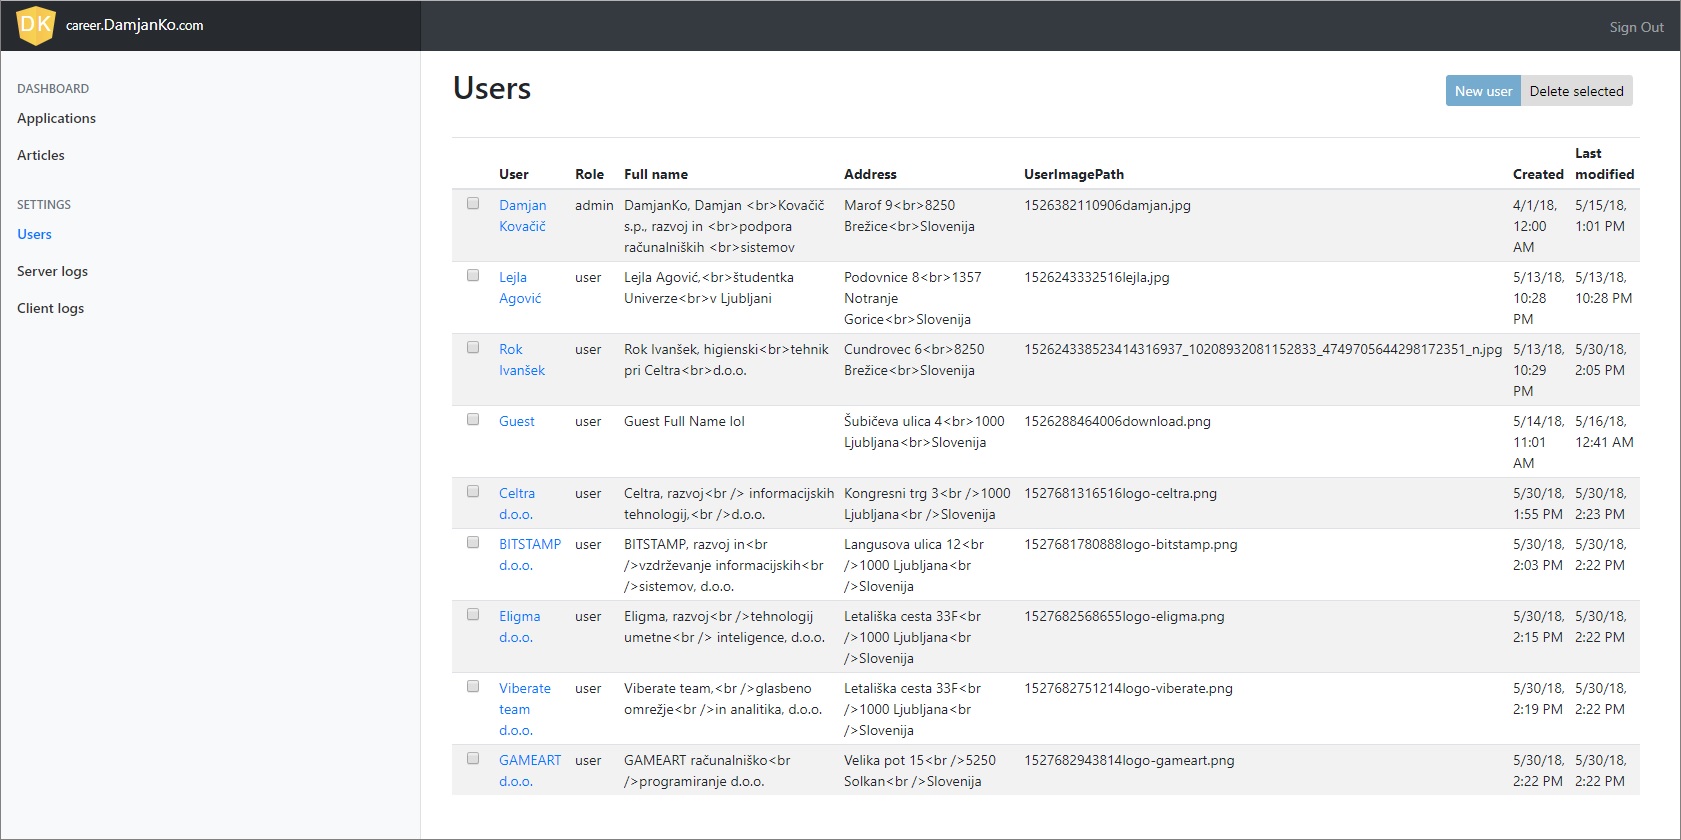 DK career.DamjanKo.com
Sign Out
DASHBOARD
Applications
Articles
SETTINGS
Users
Server logs
Client logs
Users
New user Delete selected
User Role Full name Address UserImagePath Created Last modified
Damjan admin DamjanKo, Damjan <br>Kovačič Marof 9<br>8250 1526382110906damjan.jpg 4/1/18, 5/15/18,
Kovačič s.p., razvoj in <br>podpora Brežice<br>Slovenija 12:00 1:01 PM
računalniških <br>sistemov AM
Lejla user Lejla Agović,<br>študentka Podovnice 8<br>1357 1526243332516lejla.jpg 5/13/18, 5/13/18,
Agović Univerze<br>v Ljubljani Notranje 10:28 10:28 PM
Gorice<br>Slovenija PM
Rok user Rok Ivanšek, higienski<br>tehnik Cundrovec 6<br>8250 152624338523414316937_10208932081152833_4749705644298172351_n.jpg 5/13/18, 5/30/18,
Ivanšek pri Celtra<br>d.o.o. Brežice<br>Slovenija 10:29 2:05 PM
PM
Guest user Guest Full Name lol Šubičeva ulica 4<br>1000 1526288464006download.png 5/14/18, 5/16/18,
Ljubljana<br>Slovenija 11:01 12:41 AM
AM
Celtra user Celtra, razvoj<br /> informacijskih Kongresni trg 3<br />1000 1527681316516logo-celtra.png 5/30/18, 5/30/18,
d.o.o. tehnologij,<br />d.o.o. Ljubljana<br />Slovenija 1:55 PM 2:23 PM
BITSTAMP user BITSTAMP, razvoj in<br Langusova ulica 12<br 1527681780888logo-bitstamp.png 5/30/18, 5/30/18,
d.o.o. />vzdrževanje informacijskih<br />1000 Ljubljana<br 2:03 PM 2:22 PM
/>sistemov, d.o.o. />Slovenija
Eligma user Eligma, razvoj<br />tehnologij Letališka cesta 33F<br 1527682568655logo-eligma.png 5/30/18, 5/30/18,
d.o.o. umetne<br /> inteligence, d.o.o. />1000 Ljubljana<br 2:15 PM 2:22 PM
/>Slovenija
Viberate user Viberate team,<br />glasbeno Letališka cesta 33F<br 1527682751214logo-viberate.png 5/30/18, 5/30/18,
team omrežje<br />in analitika, d.o.o. />1000 Ljubljana<br 2:19 PM 2:22 PM
d.o.o. />Slovenija
GAMEART user GAMEART računalniško<br Velika pot 15<br />5250 1527682943814logo-gameart.png 5/30/18, 5/30/18,
d.o.o. />programiranje d.o.o. Solkan<br />Slovenija 2:22 PM 2:22 PM